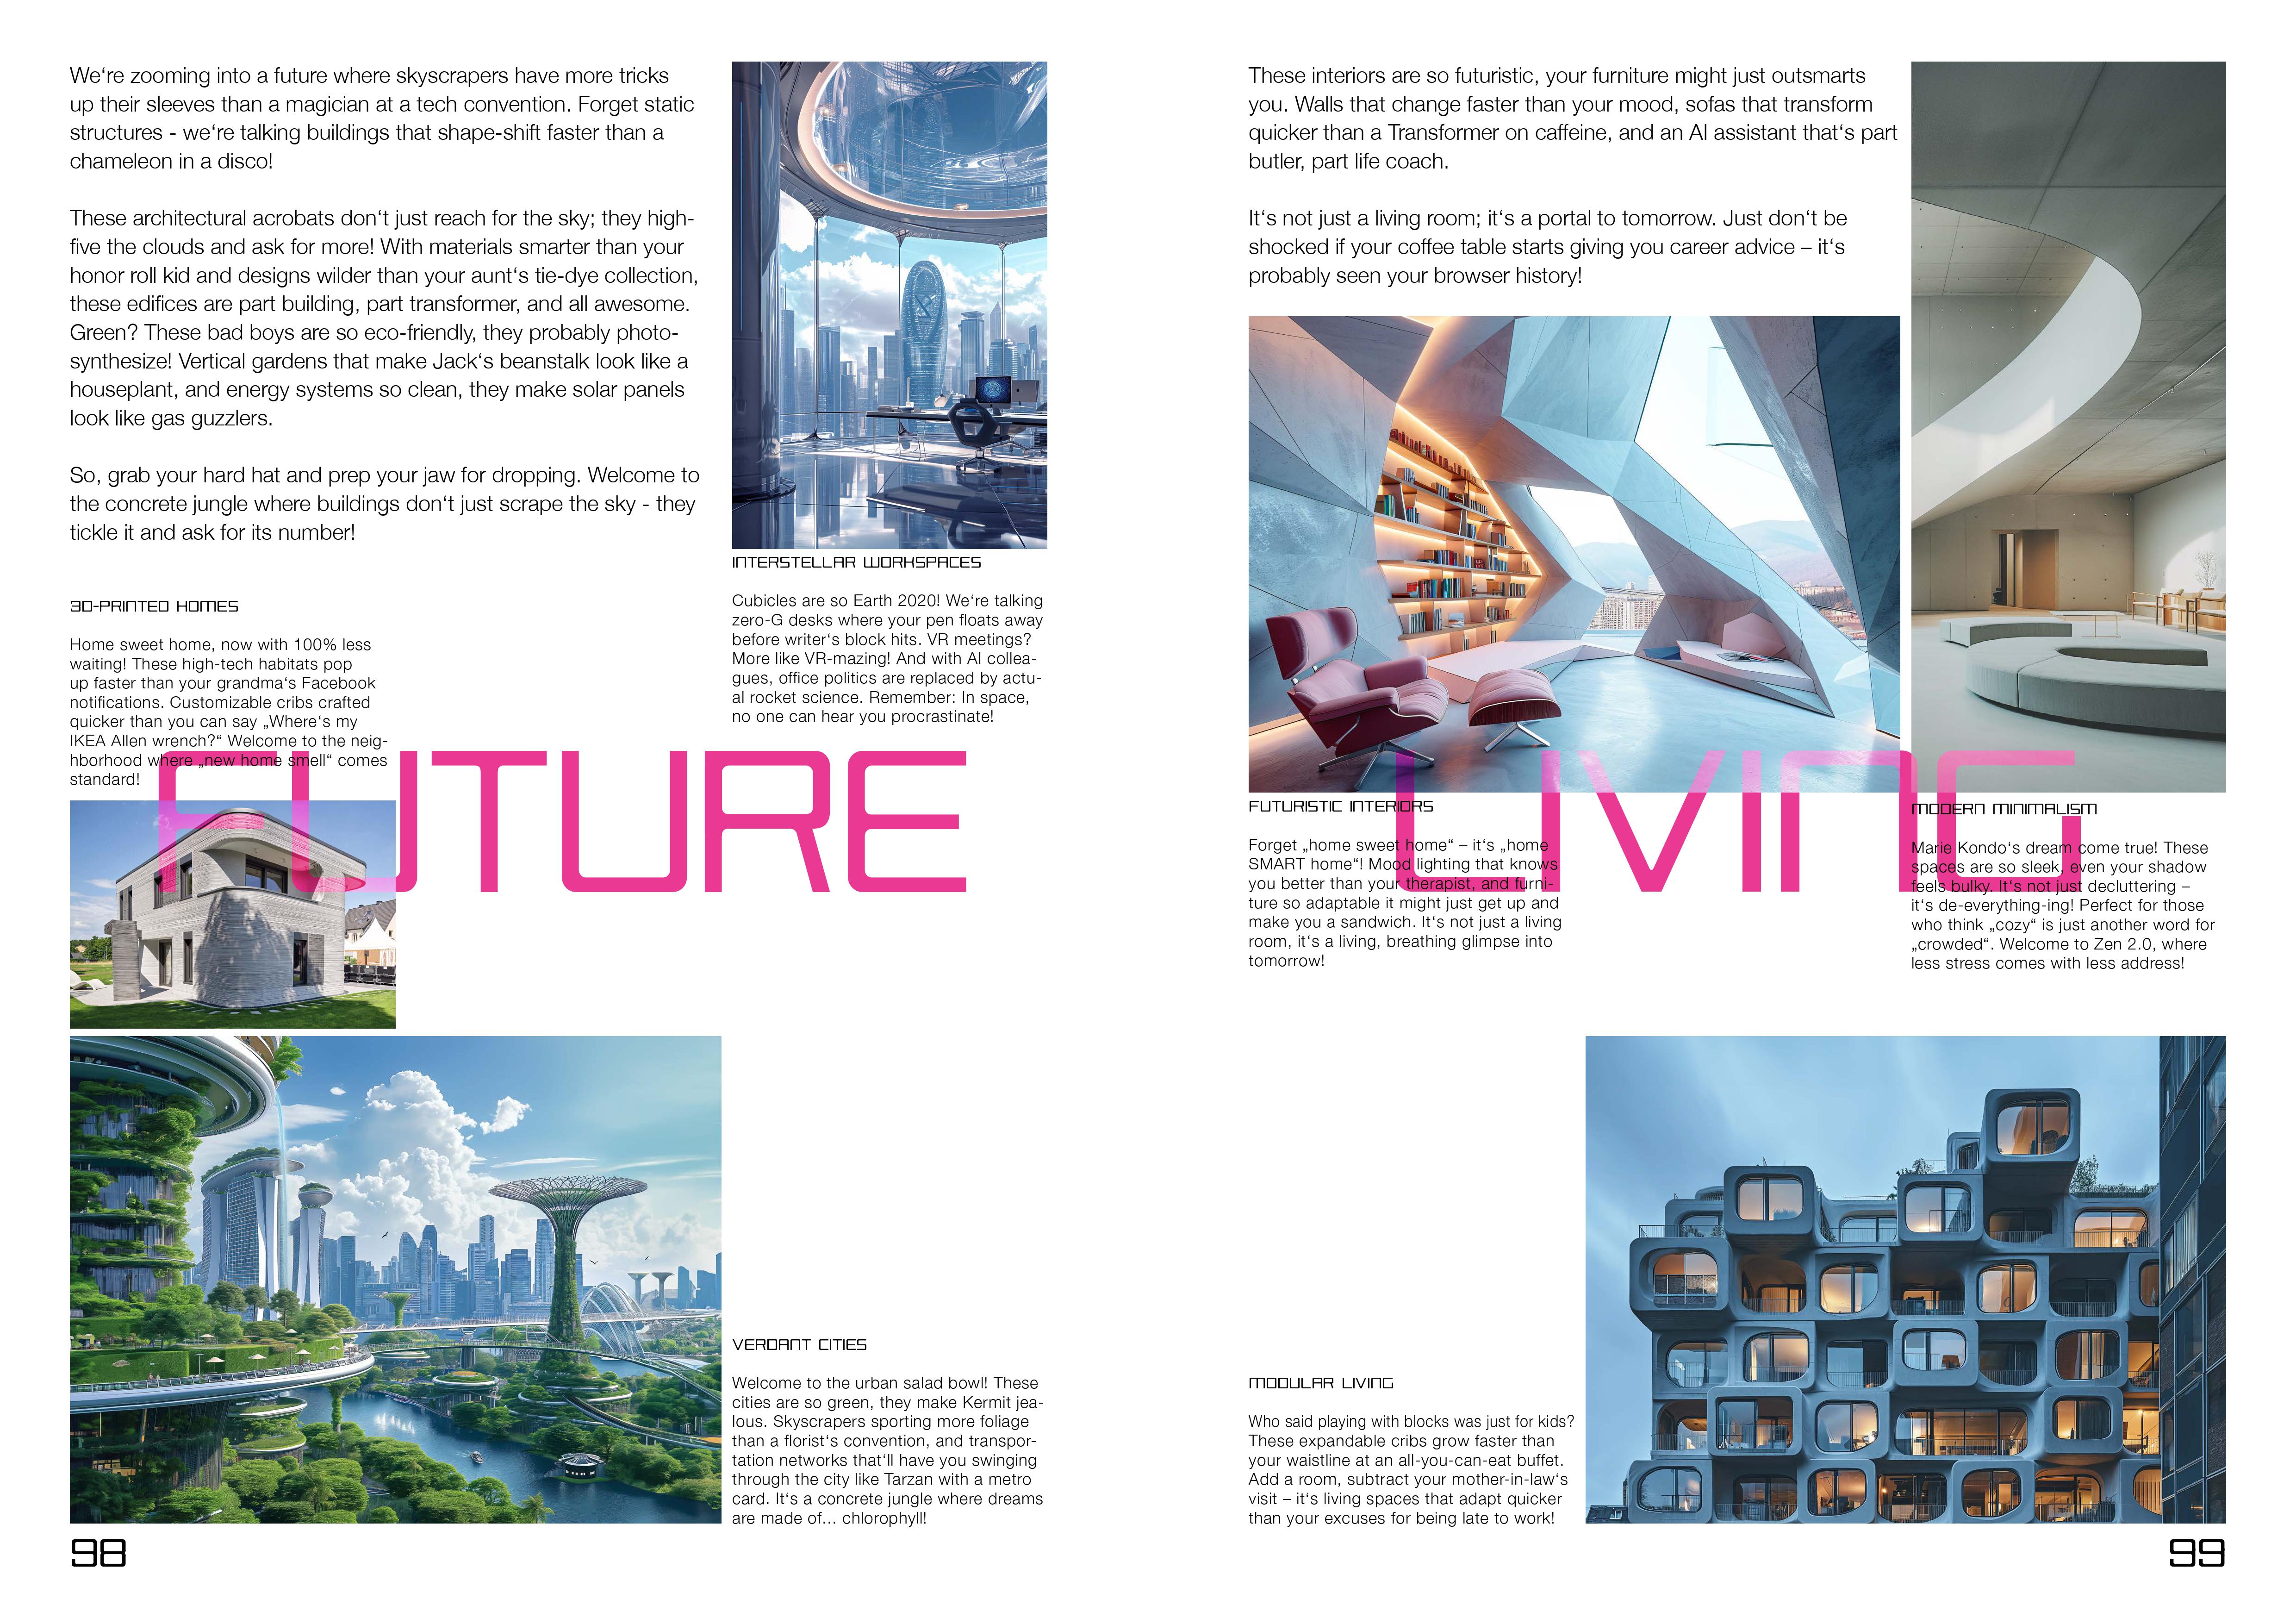 We‘re zooming into a future where skyscrapers have more tricks
up their sleeves than a magician at a tech convention. Forget static
structures - we‘re talking buildings that shape-shift faster than a
chameleon in a disco!
These architectural acrobats don‘t just reach for the sky; they high-
five the clouds and ask for more! With materials smarter than your
honor roll kid and designs wilder than your aunt‘s tie-dye collection,
these edifices are part building, part transformer, and all awesome.
Green? These bad boys are so eco-friendly, they probably photo-
synthesize! Vertical gardens that make Jack‘s beanstalk look like a
houseplant, and energy systems so clean, they make solar panels
look like gas guzzlers.
So, grab your hard hat and prep your jaw for dropping. Welcome to
the concrete jungle where buildings don‘t just scrape the sky - they
tickle it and ask for its number!
INTERSTELLAR WORKSPACES
Cubicles are so Earth 2020! We‘re talking
zero-G desks where your pen floats away
before writer‘s block hits. VR meetings?
More like VR-mazing! And with AI collea-
gues, office politics are replaced by actu-
al rocket science. Remember: In space,
no one can hear you procrastinate!
3D-PRINTED HOMES
Home sweet home, now with 100% less
waiting! These high-tech habitats pop
up faster than your grandma‘s Facebook
notifications. Customizable cribs crafted
quicker than you can say „Where‘s my
IKEA Allen wrench?“ Welcome to the neig-
hborhood where „new home smell“ comes
standard!
FUTURE
VERDANT CITIES
Welcome to the urban salad bowl! These
cities are so green, they make Kermit jea-
lous. Skyscrapers sporting more foliage
than a florist‘s convention, and transpor-
tation networks that‘ll have you swinging
through the city like Tarzan with a metro
card. It‘s a concrete jungle where dreams
are made of... chlorophyll!
98
These interiors are so futuristic, your furniture might just outsmarts
you. Walls that change faster than your mood, sofas that transform
quicker than a Transformer on caffeine, and an AI assistant that‘s part
butler, part life coach.
It‘s not just a living room; it‘s a portal to tomorrow. Just don‘t be
shocked if your coffee table starts giving you career advice – it‘s
probably seen your browser history!
LIVING
FUTURISTIC INTERIORS
Forget „home sweet home“ – it‘s „home
SMART home“! Mood lighting that knows
you better than your therapist, and furni-
ture so adaptable it might just get up and
make you a sandwich. It‘s not just a living
room, it‘s a living, breathing glimpse into
tomorrow!
MODERN MINIMALISM
Marie Kondo‘s dream come true! These
spaces are so sleek, even your shadow
feels bulky. It‘s not just decluttering –
it‘s de-everything-ing! Perfect for those
who think „cozy“ is just another word for
„crowded“. Welcome to Zen 2.0, where
less stress comes with less address!
MODULAR LIVING
Who said playing with blocks was just for kids?
These expandable cribs grow faster than
your waistline at an all-you-can-eat buffet.
Add a room, subtract your mother-in-law‘s
visit – it‘s living spaces that adapt quicker
than your excuses for being late to work!
99